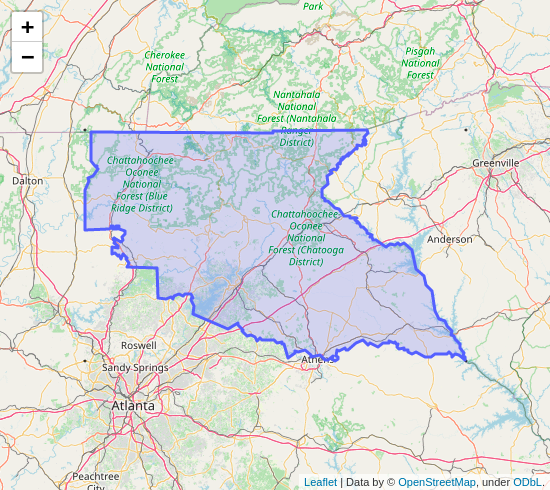 +
−
Park
Cherokee
National
Forest
Pisgah
National
Forest
Nantahala
National
Forest (Nantahala
Ranger
District)
Chattahoochee-
Oconee
National
Forest (Blue
Ridge District)
Dalton
Greenville
Chattahoochee-
Oconee
National
Forest (Chatooga
District)
Anderson
Roswell
Sandy Springs
Athens
Atlanta
Peachtree
City
Leaflet | Data by © OpenStreetMap, under ODbL.